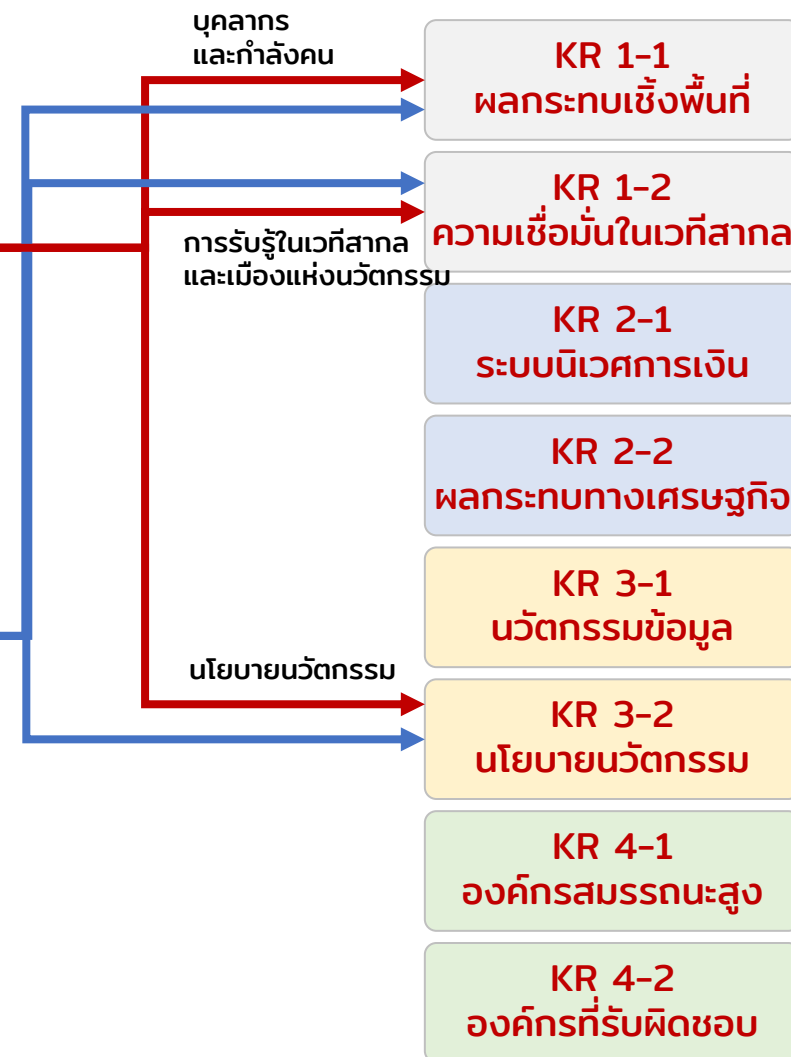 บุคลากร
และกำลังคน
KR 1-1
ผลกระทบเชิ้งพื้นที่
KR 1-2
ความเชื่อมั่นในเวทีสากล
การรับรู้ในเวทีสากล
และเมืองแห่งนวัตกรรม
KR 2-1
ระบบนิเวศการเงิน
KR 2-2
ผลกระทบทางเศรษฐกิจ
KR 3-1
นวัตกรรมข้อมูล
นโยบายนวัตกรรม
KR 3-2
นโยบายนวัตกรรม
KR 4-1
องค์กรสมรรถนะสูง
KR 4-2
องค์กรที่รับผิดชอบ